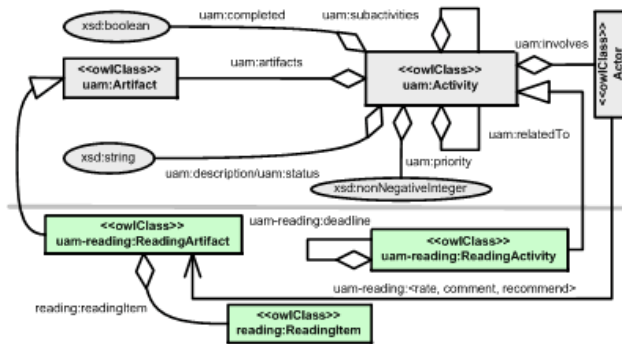 uam:completed
uam:subactivities
xsd:boolean
uam:involves
<<owlClass>>
uam:Artifact
uam:artifacts
<<owlClass>>
uam:Activity
<<owlClass>>
Actor
uam:relatedTo
xsd:string
uam:description/uam:status
uam:priority
xsd:nonNegativeInteger
<<owlClass>>
uam-reading:ReadingArtifact
uam-reading:deadline
<<owlClass>>
uam-reading:ReadingActivity
uam-reading:<rate, comment, recommend>
reading:readingItem
<<owlClass>>
reading:ReadingItem